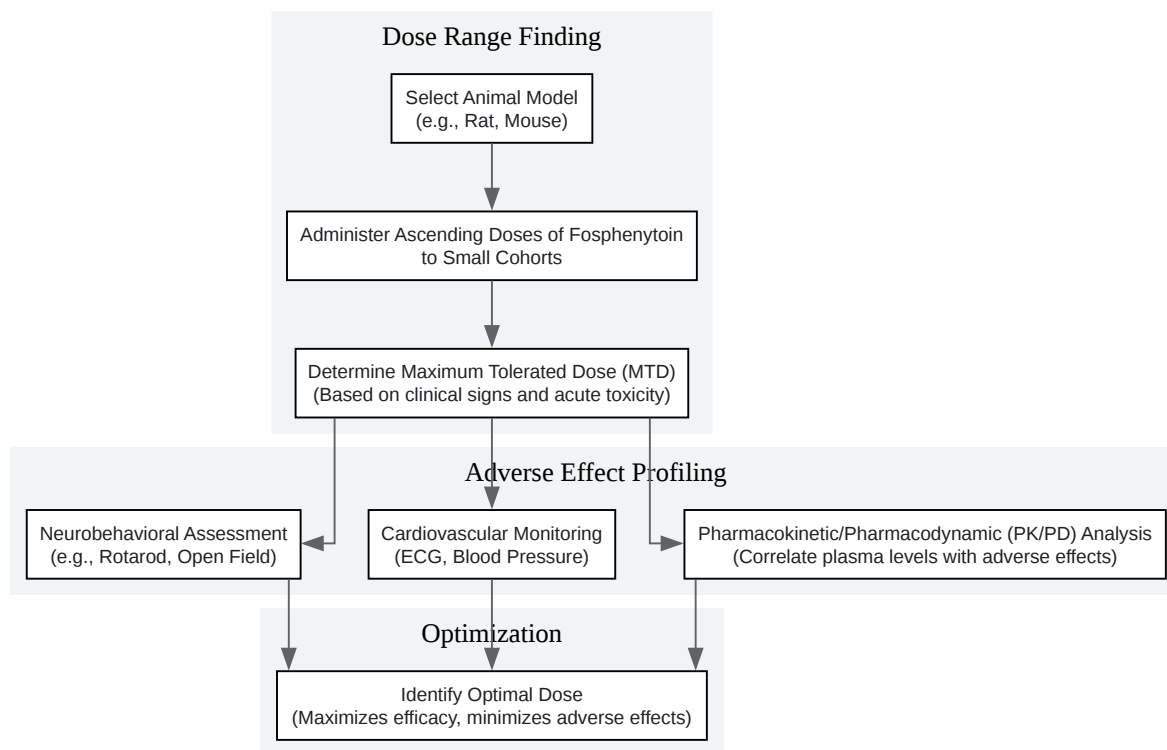 Dose Range Finding
Select Animal Model
(e.g., Rat, Mouse)
Administer Ascending Doses of Fosphenytoin
to Small Cohorts
Determine Maximum Tolerated Dose (MTD)
(Based on clinical signs and acute toxicity)
Adverse Effect Profiling
Neurobehavioral Assessment
(e.g., Rotarod, Open Field)
Cardiovascular Monitoring
(ECG, Blood Pressure)
Pharmacokinetic/Pharmacodynamic (PK/PD) Analysis
(Correlate plasma levels with adverse effects)
Optimization
Identify Optimal Dose
(Maximizes efficacy, minimizes adverse effects)